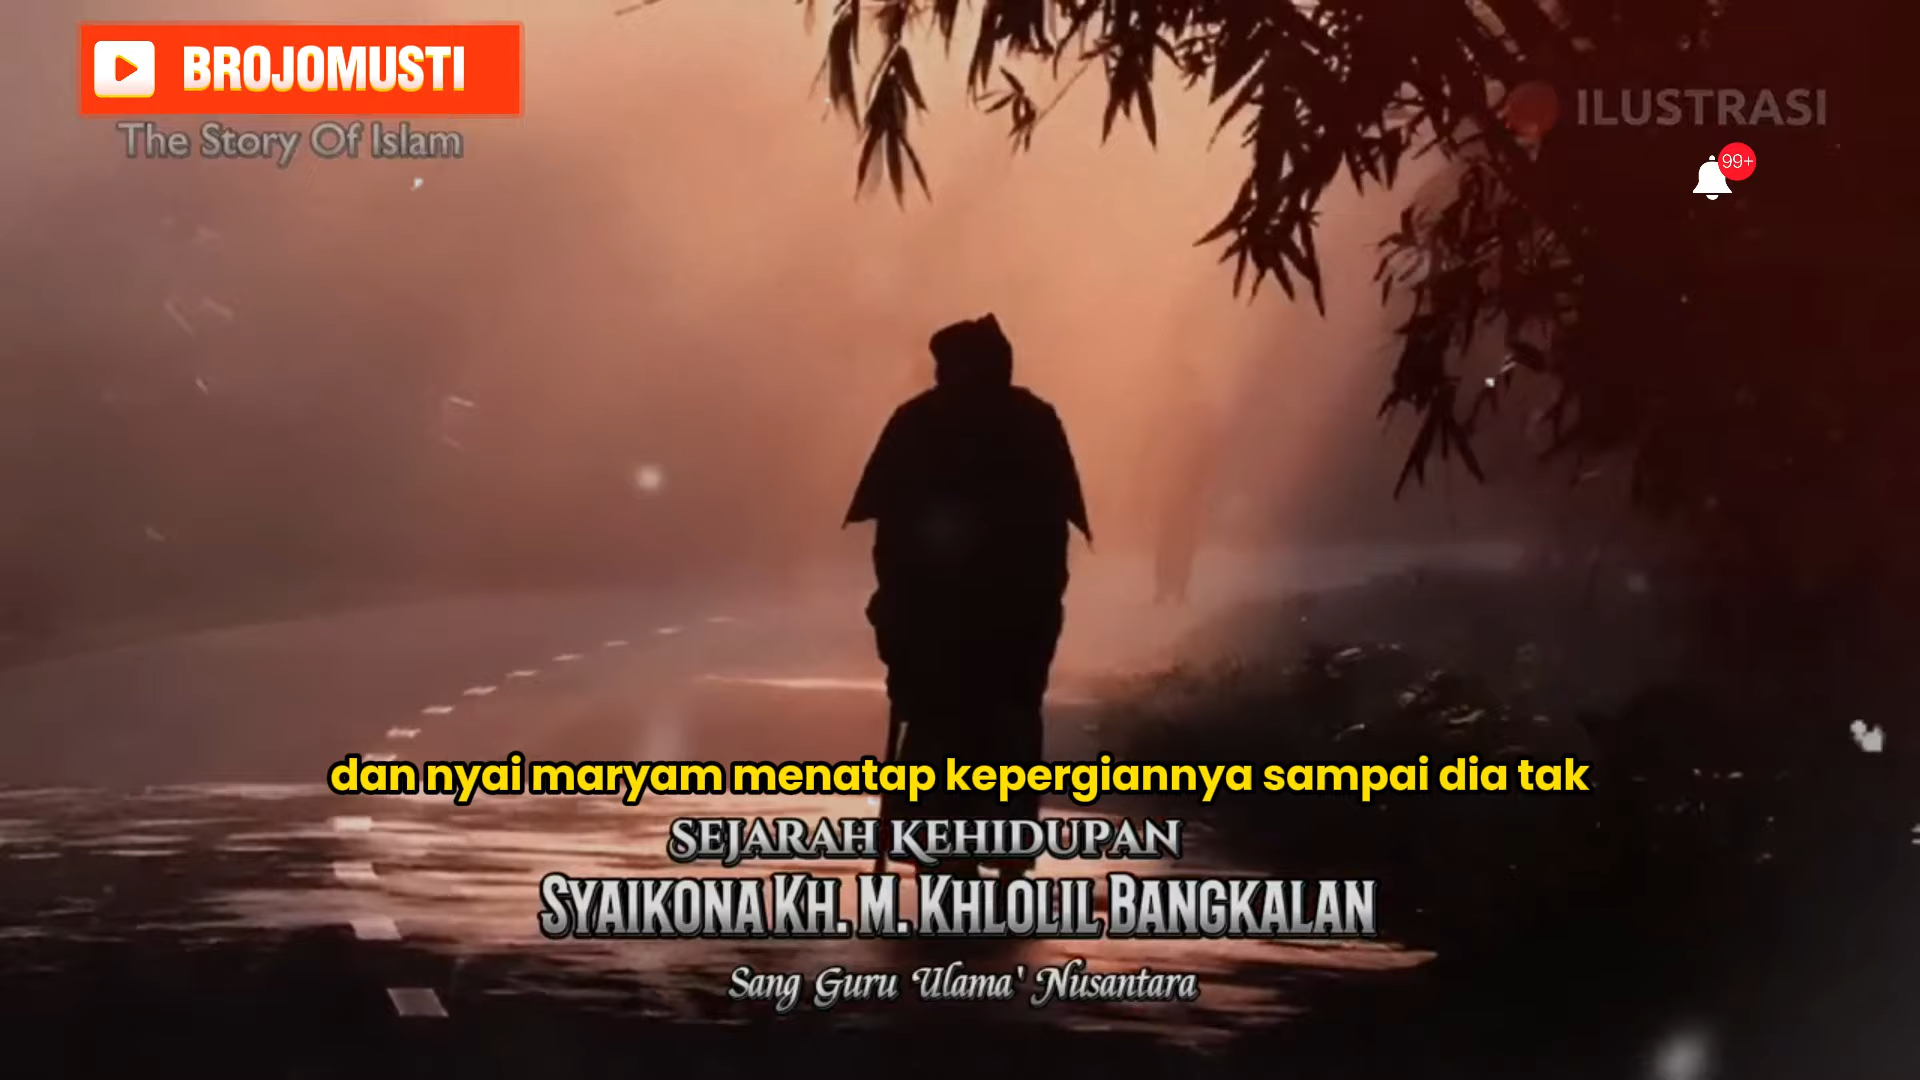 BROJOMUSTI
The Story Of Islam
ILUSTRASI
99+
dan nyai maryam menatap kepergiannya sampai dia tak
SEJARAH KEHIDUPAN
SYAIKONA KH. M. KHLOLIL BANGKALAN
Sang Guru Ulama' Nusantara